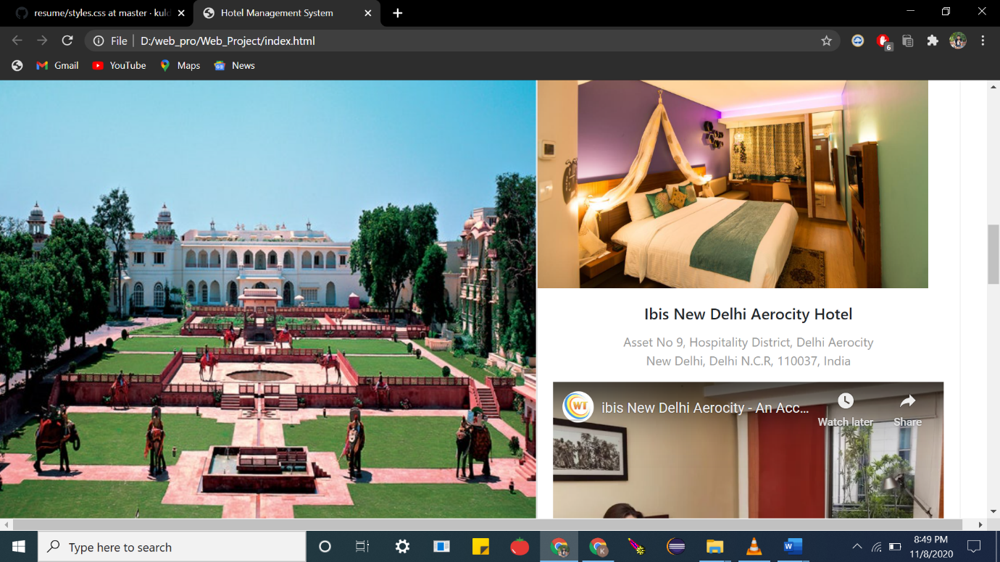 resume/styles.css at master · kuld
Hotel Management System
File
D:/web_pro/Web_Project/index.html
6
Gmail
YouTube
Maps
News
Ibis New Delhi Aerocity Hotel
Asset No 9, Hospitality District, Delhi Aerocity
New Delhi, Delhi N.C.R, 110037, India
WT
ibis New Delhi Aerocity - An Acc...
Watch later
Share
Type here to search
K
W
8:49 PM
11/8/2020